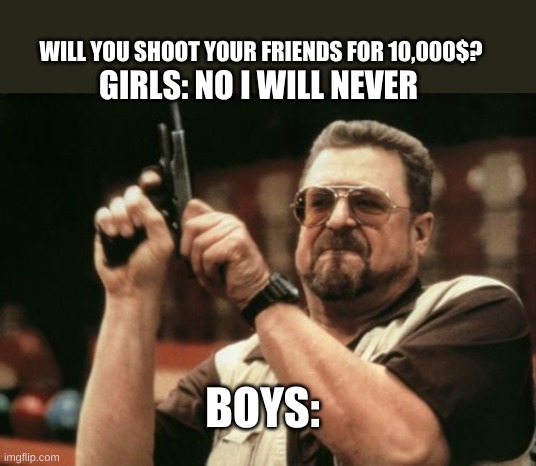 WILL YOU SHOOT YOUR FRIENDS FOR 10,000$?
GIRLS: NO I WILL NEVER
BOYS:
imgflip.com